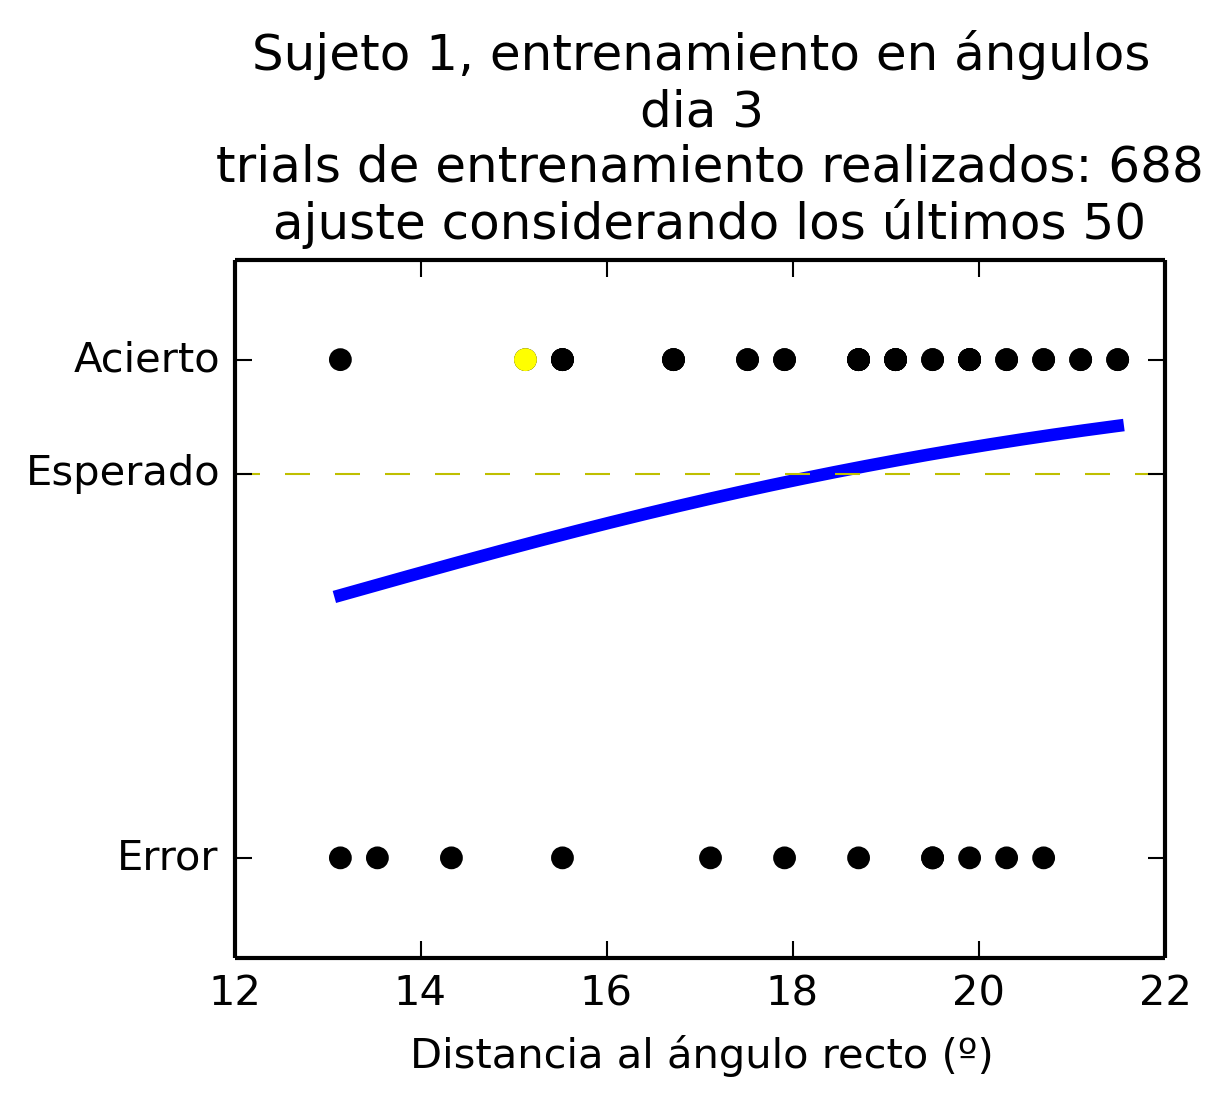 Sujeto 1, entrenamiento en ángulos
dia 3
trials de entrenamiento realizados: 688
ajuste considerando los últimos 50
Acierto
Esperado
Error
12 14 16 18 20 22
Distancia al ángulo recto (º)